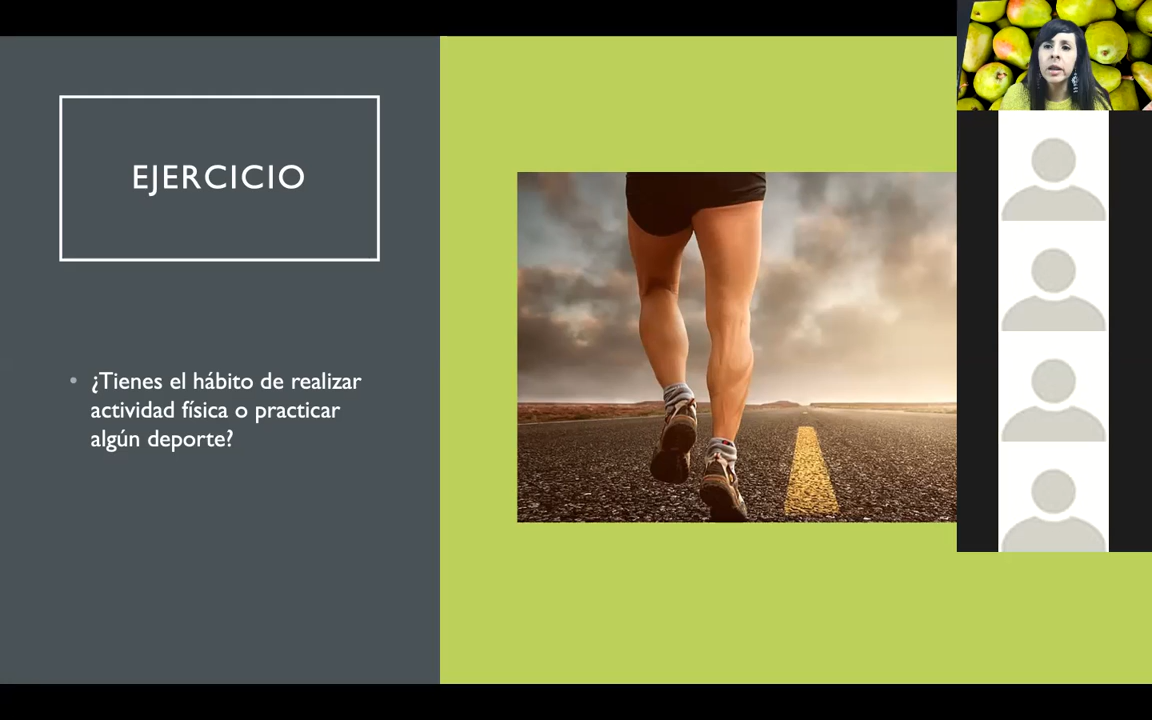 EJERCICIO
• ¿Tienes el hábito de realizar
actividad física o practicar
algún deporte?